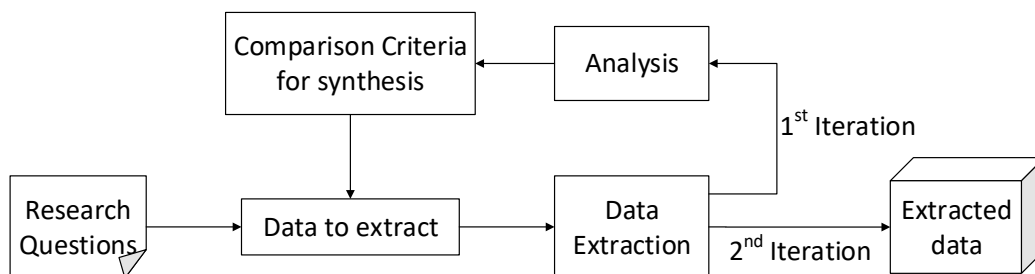 Comparison Criteria
for synthesis
Analysis
1st Iteration
Research
Questions
Data to extract
Data
Extraction
2nd Iteration
Extracted
data